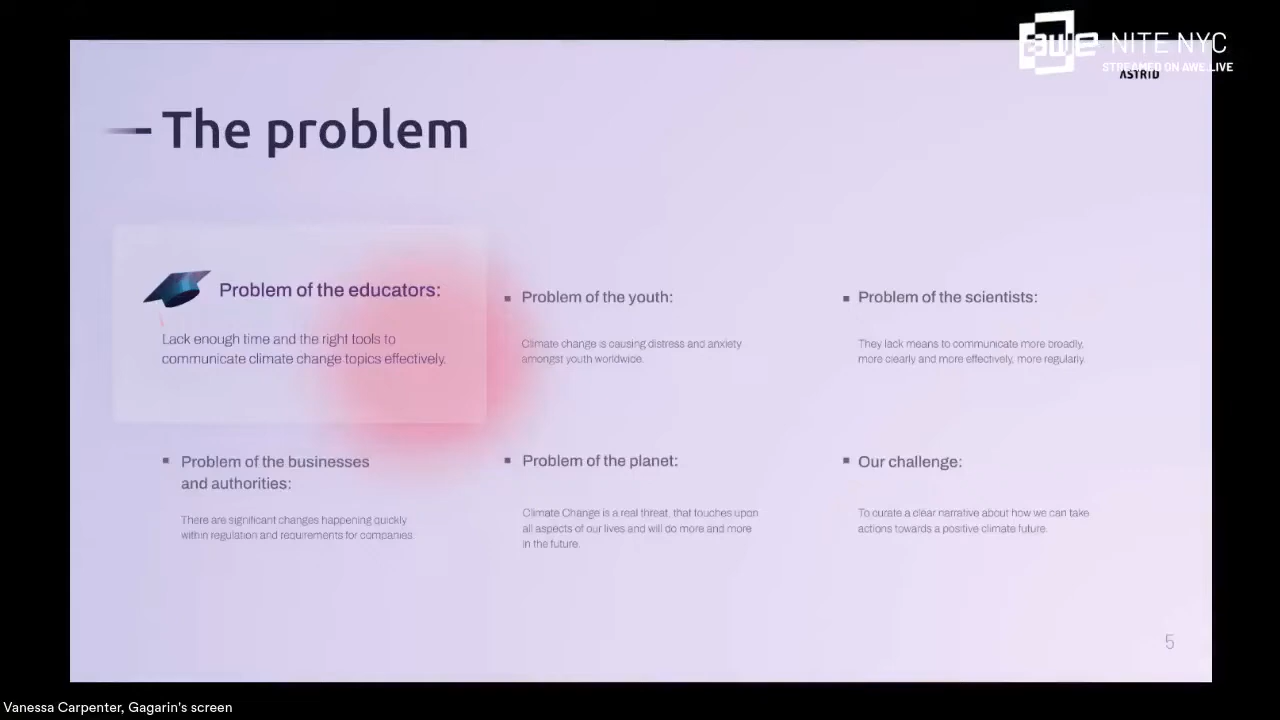 awe NITE NYC
STREAMED ON AWE.LIVE
ASTRID
The problem
Problem of the educators:
Lack enough time and the right tools to
communicate climate change topics effectively.
Problem of the youth:
Climate change is causing distress and anxiety
amongst youth worldwide.
Problem of the scientists:
They lack means to communicate more broadly,
more clearly and more effectively, more regularly.
Problem of the businesses
and authorities:
There are significant changes happening quickly
within regulation and requirements for companies.
Problem of the planet:
Climate Change is a real threat, that touches upon
all aspects of our lives and will do more and more
in the future.
Our challenge:
To curate a clear narrative about how we can take
actions towards a positive climate future.
5
Vanessa Carpenter, Gagarin's screen